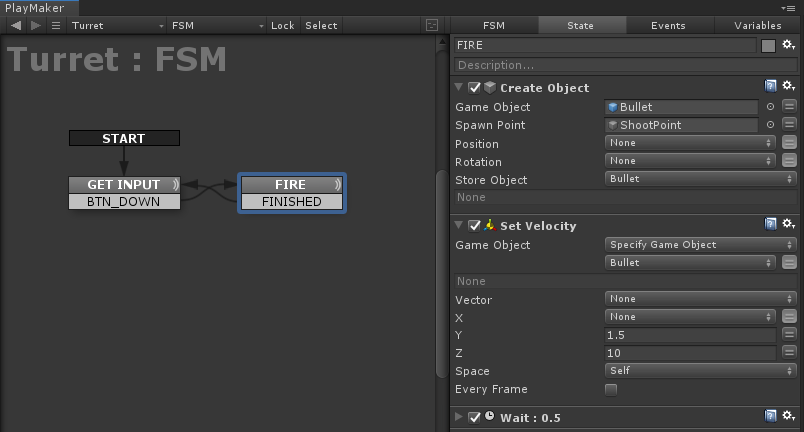 PlayMaker
Turret FSM Lock Select
Turret : FSM
START
GET INPUT
BTN_DOWN
FIRE
FINISHED
FSM State Events Variables
FIRE
Description...
Create Object
Game Object Bullet
Spawn Point ShootPoint
Position None
Rotation None
Store Object Bullet
None
Set Velocity
Game Object Specify Game Object
Bullet
None
Vector None
X None
Y 1.5
Z 10
Space Self
Every Frame
Wait : 0.5